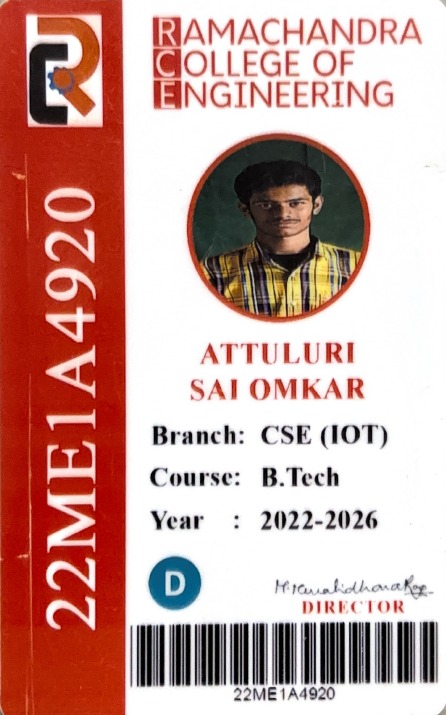 RAMACHANDRA
COLLEGE OF
ENGINEERING
22ME1A4920
ATTULURI
SAI OMKAR
Branch: CSE (IOT)
Course: B.Tech
Year : 2022-2026
D
DIRECTOR
22ME1A4920